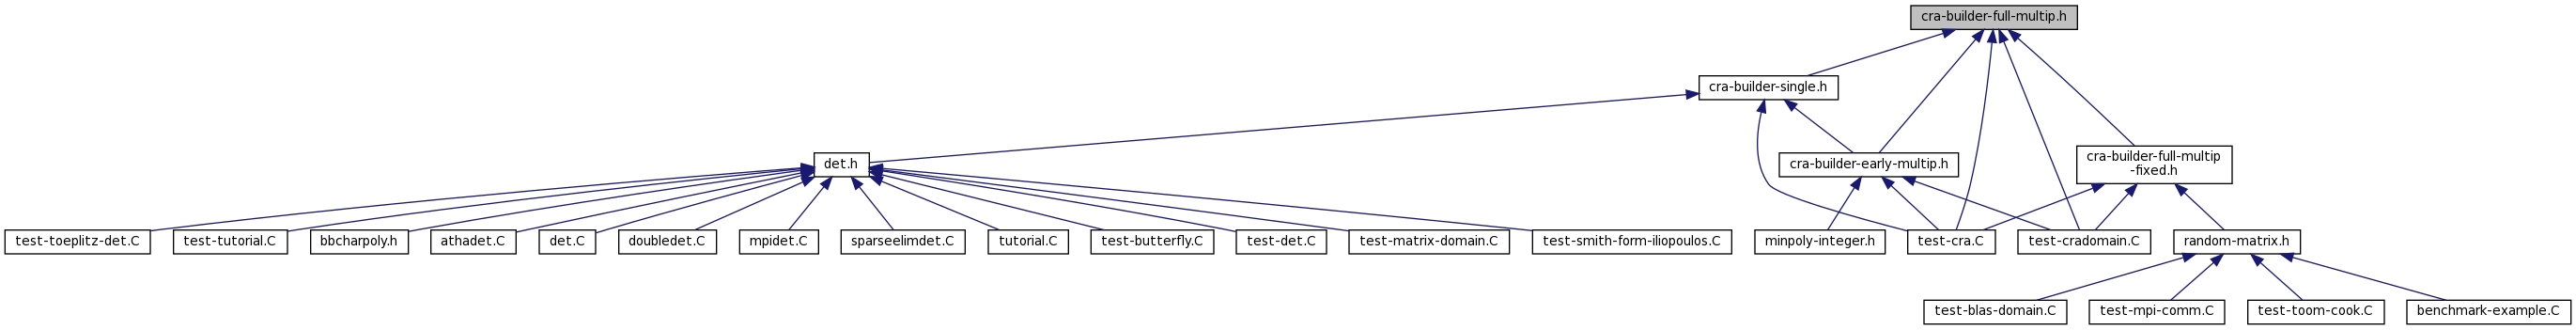 cra-builder-full-multip.h
cra-builder-single.h
det.h
cra-builder-early-multip.h
cra-builder-full-multip
-fixed.h
test-toeplitz-det.C
test-tutorial.C
bbcharpoly.h
athadet.C
det.C
doubledet.C
mpidet.C
sparseelimdet.C
tutorial.C
test-butterfly.C
test-det.C
test-matrix-domain.C
test-smith-form-iliopoulos.C
minpoly-integer.h
test-cra.C
test-cradomain.C
random-matrix.h
test-blas-domain.C
test-mpi-comm.C
test-toom-cook.C
benchmark-example.C